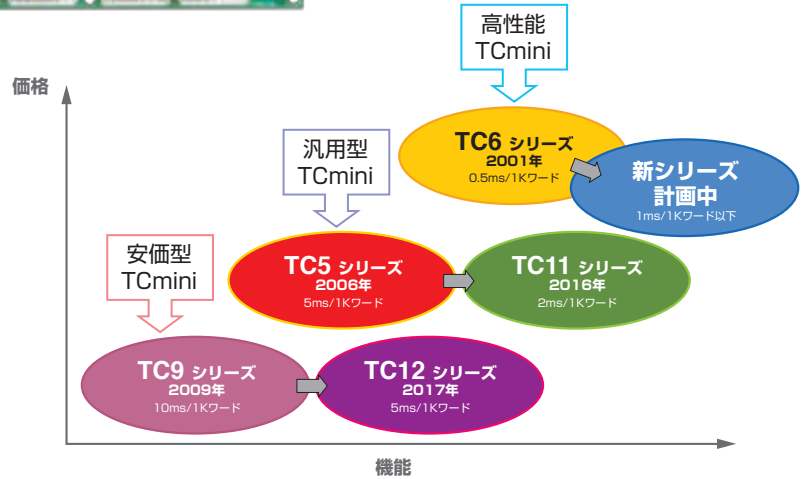 高性能
TCmini
価格
TC6 シリーズ
2001年
0.5ms/1Kワード
汎用型
TCmini
新シリーズ
計画中
1ms/1Kワード以下
安価型
TCmini
TC5 シリーズ
2006年
5ms/1Kワード
TC11 シリーズ
2016年
2ms/1Kワード
TC9 シリーズ
2009年
10ms/1Kワード
TC12 シリーズ
2017年
5ms/1Kワード
機能